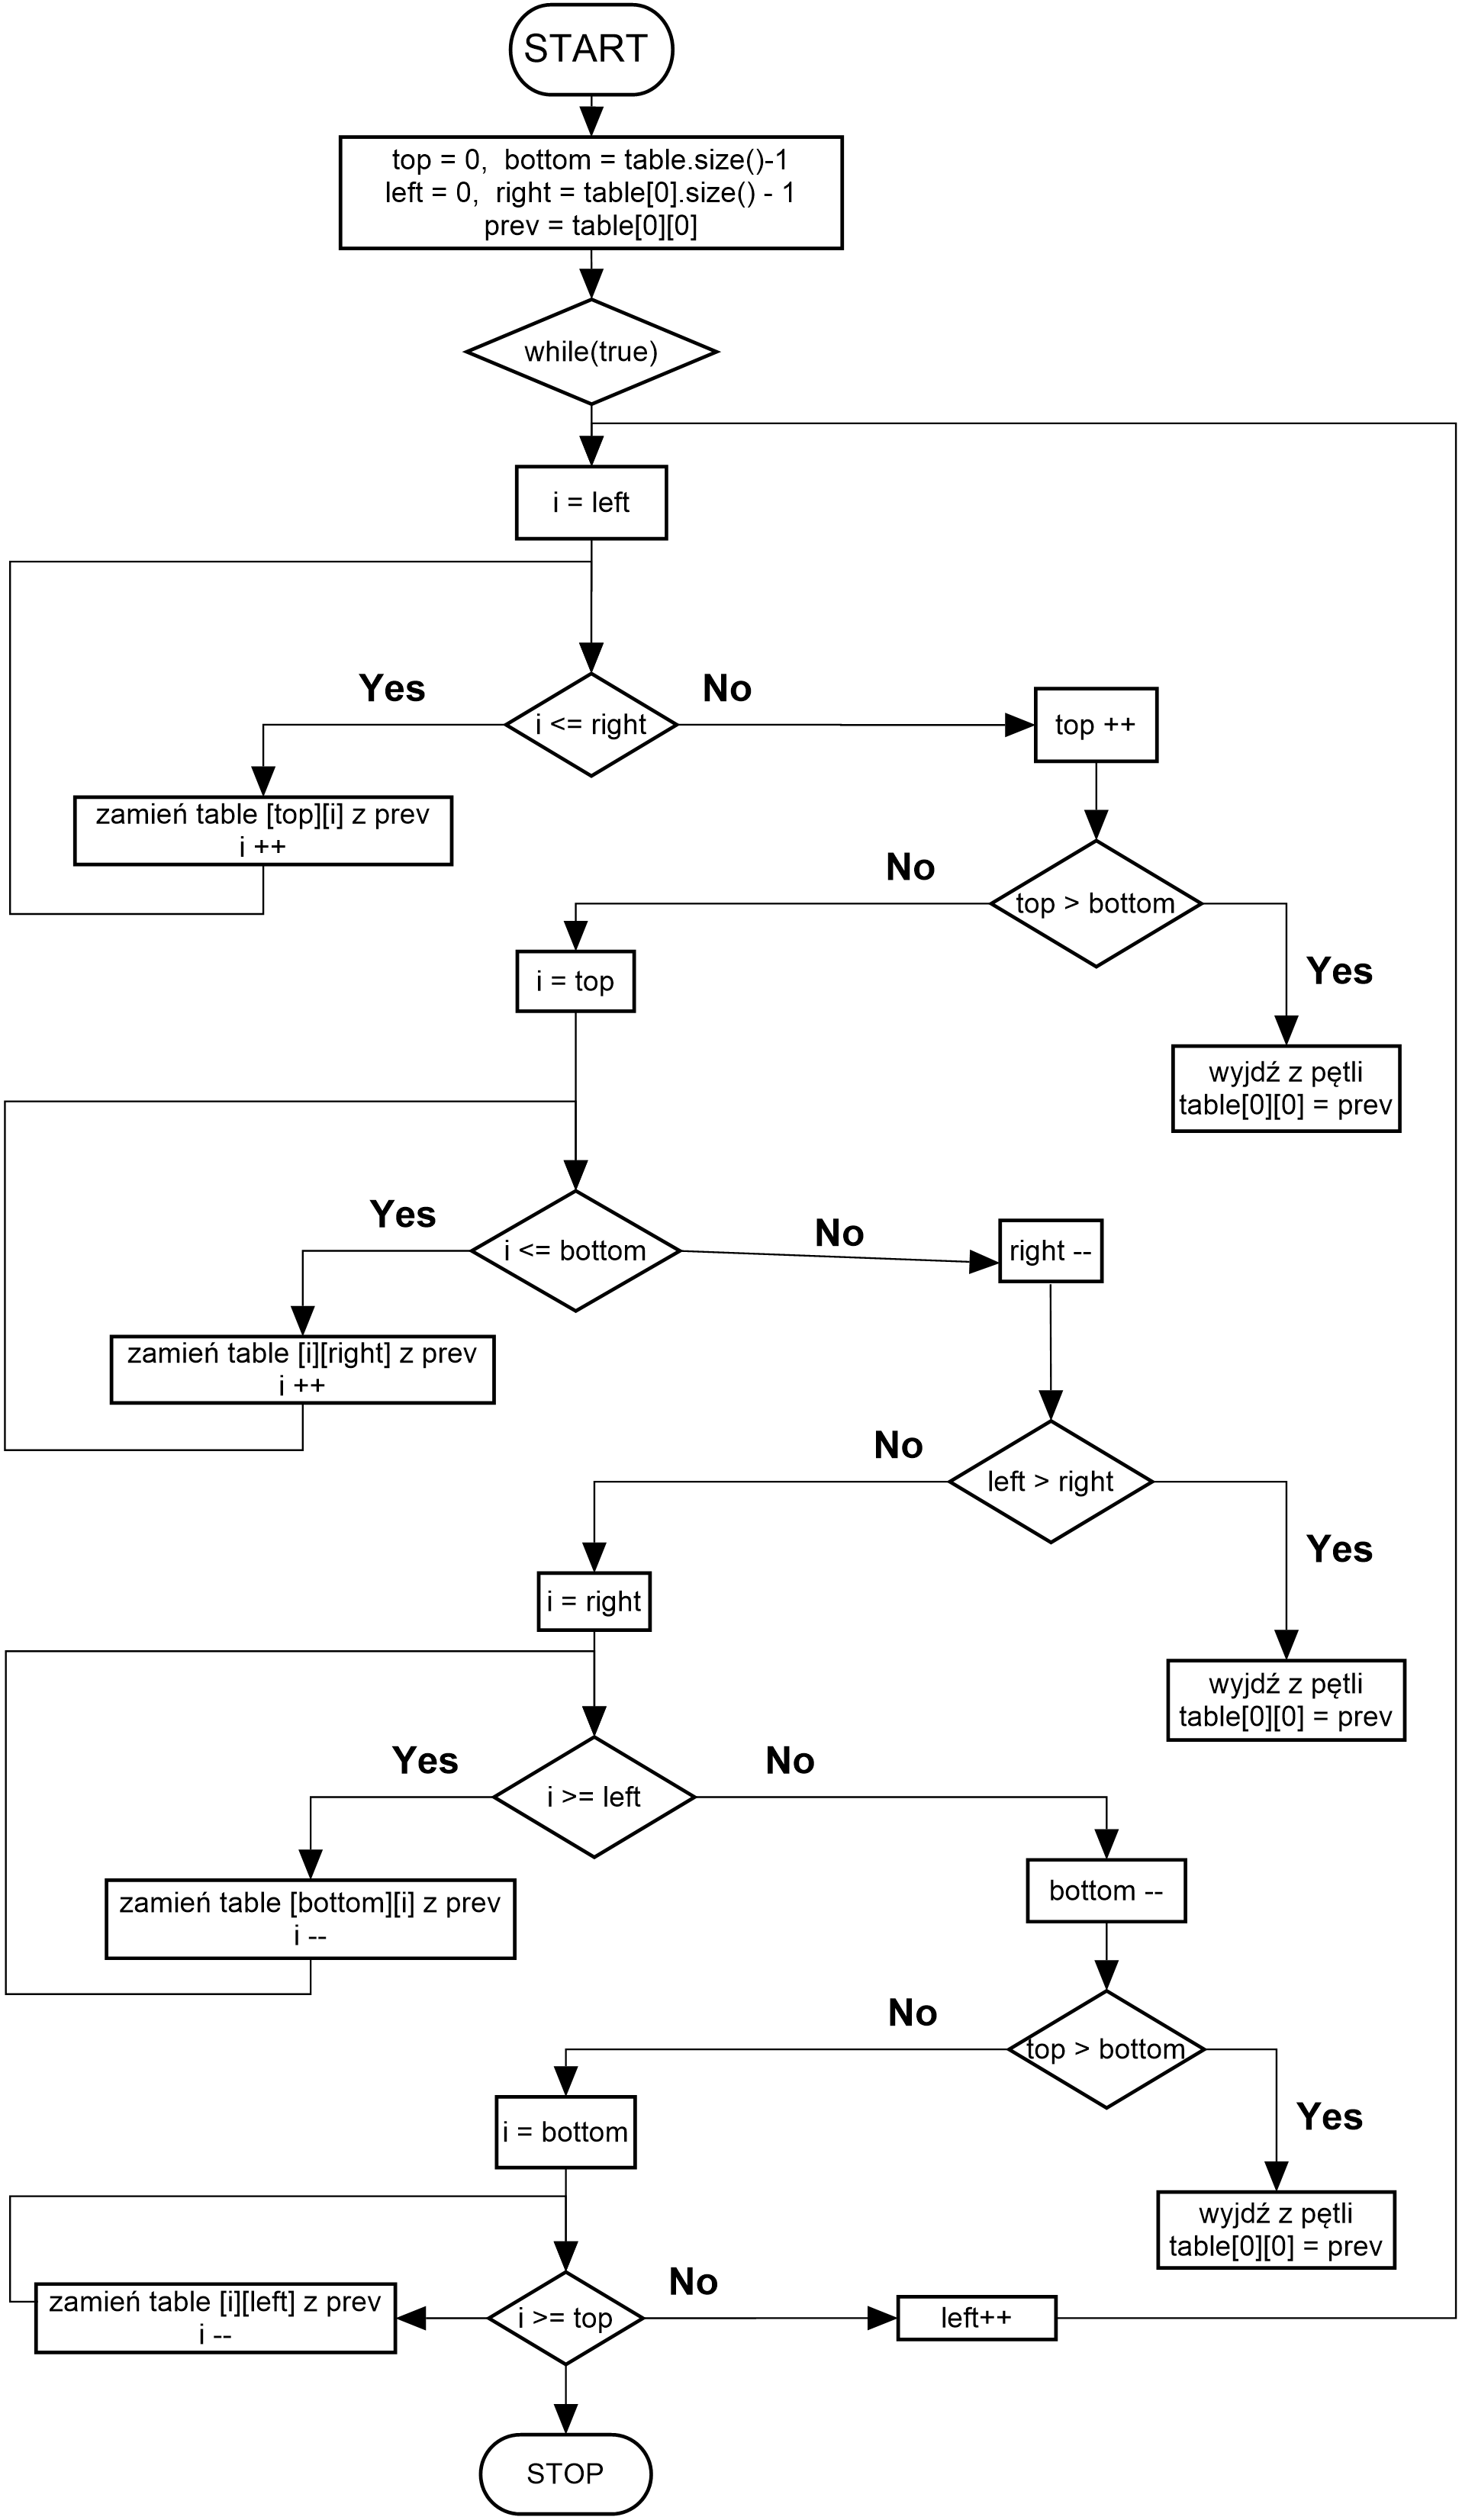 START
top = 0,  bottom = table.size()-1
left = 0,  right = table[0].size() - 1
prev = table[0][0]
while(true)
i = left
Yes
No
i <= right
top ++
zamień table [top][i] z prev
i ++
No
top > bottom
Yes
i = top
wyjdź z pętli
table[0][0] = prev
Yes
No
i <= bottom
right --
zamień table [i][right] z prev
i ++
No
left > right
Yes
i = right
wyjdź z pętli
table[0][0] = prev
Yes
No
i >= left
bottom --
zamień table [bottom][i] z prev
i --
No
top > bottom
Yes
i = bottom
wyjdź z pętli
table[0][0] = prev
No
zamień table [i][left] z prev
i --
i >= top
left++
STOP